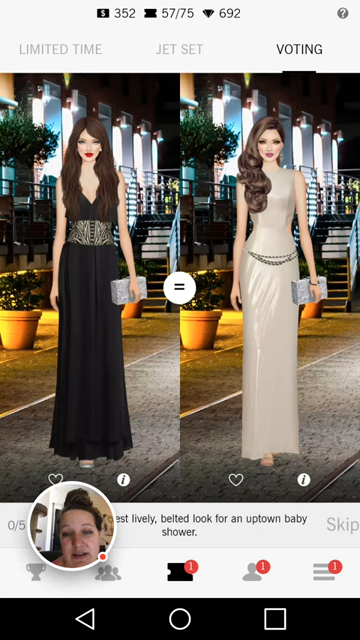 $ 352 57/75 692 ?
LIMITED TIME JET SET VOTING
=
i i
0/5 est lively, belted look for an uptown baby Skip
shower.
1 1 1